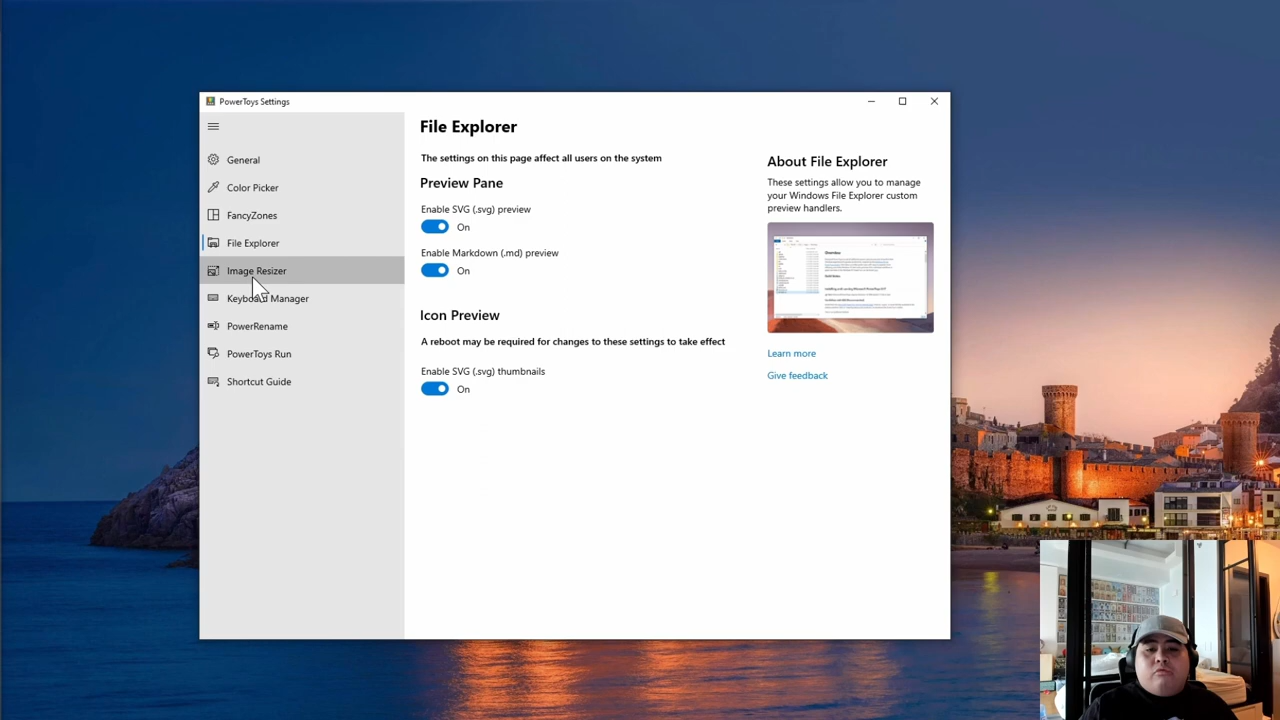 PowerToys Settings
General
Color Picker
FancyZones
File Explorer
Image Resizer
Keyboard Manager
PowerRename
PowerToys Run
Shortcut Guide
File Explorer
The settings on this page affect all users on the system
Preview Pane
Enable SVG (.svg) preview
On
Enable Markdown (.md) preview
On
Icon Preview
A reboot may be required for changes to these settings to take effect
Enable SVG (.svg) thumbnails
On
About File Explorer
These settings allow you to manage
your Windows File Explorer custom
preview handlers.
Learn more
Give feedback